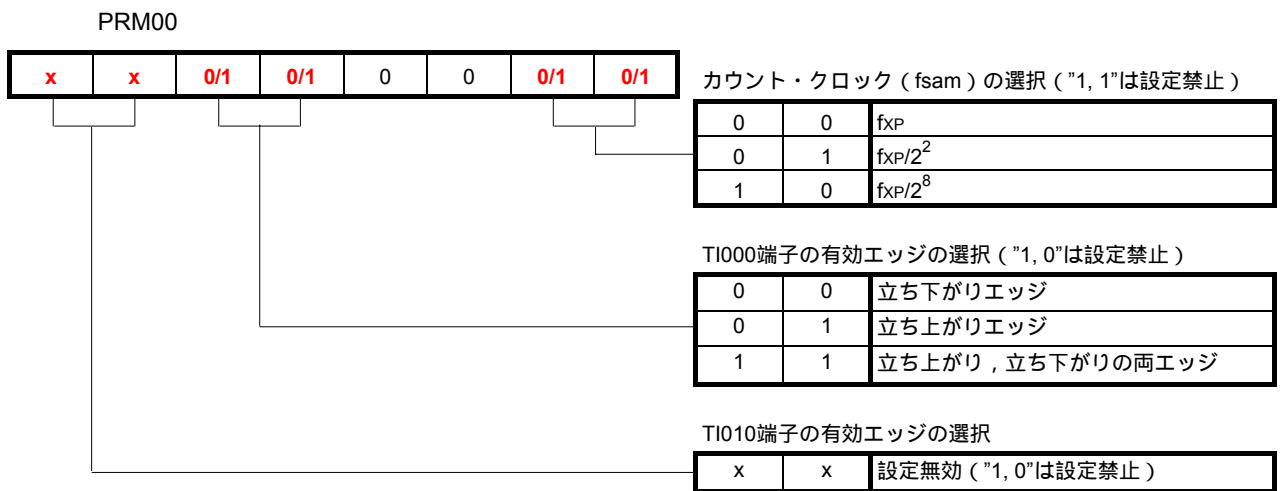 PRM00
x x 0/1 0/1 0 0 0/1 0/1
カウント・クロック（fsam）の選択（”1, 1”は設定禁止）
0 0 fXP
0 1 fXP/2²
1 0 fXP/2⁸
TI000端子の有効エッジの選択（”1, 0”は設定禁止）
0 0 立ち下がりエッジ
0 1 立ち上がりエッジ
1 1 立ち上がり，立ち下がりの両エッジ
TI010端子の有効エッジの選択
x x 設定無効（”1, 0”は設定禁止）